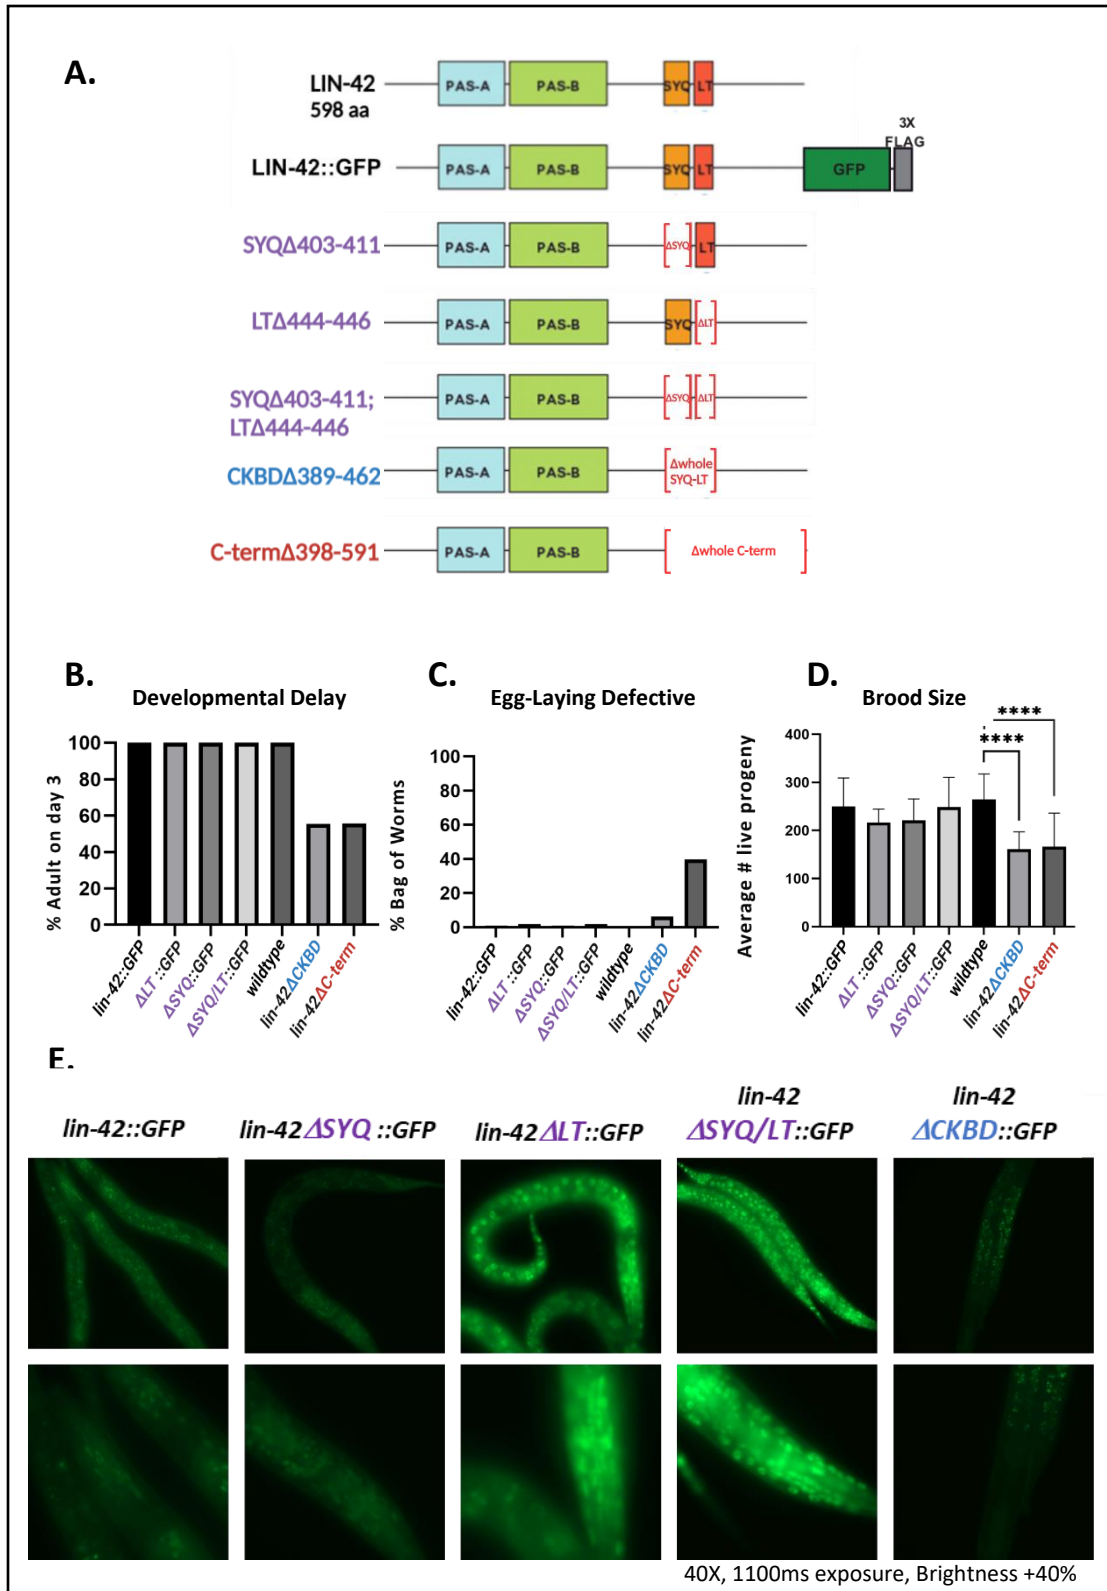 A.
LIN-42
598 aa
PAS-A PAS-B SYQ LT
3X
FLAG
LIN-42::GFP
PAS-A PAS-B SYQ LT GFP
SYQΔ403-411
PAS-A PAS-B ΔSYQ LT
LTΔ444-446
PAS-A PAS-B SYQ ΔLT
SYQΔ403-411;
LTΔ444-446
PAS-A PAS-B ΔSYQ ΔLT
CKBDΔ389-462
PAS-A PAS-B Δwhole
SYQ-LT
C-termΔ398-591
PAS-A PAS-B Δwhole C-term
B.
Developmental Delay
% Adult on day 3
100
80
60
40
20
0
lin-42::GFP
ΔLT::GFP
ΔSYQ::GFP
ΔSYQ/LT::GFP
wildtype
lin-42ΔCKBD
lin-42ΔC-term
C.
Egg-Laying Defective
% Bag of Worms
100
80
60
40
20
0
lin-42::GFP
ΔLT::GFP
ΔSYQ::GFP
ΔSYQ/LT::GFP
wildtype
lin-42ΔCKBD
lin-42ΔC-term
D.
Brood Size
Average # live progeny
400
300
200
100
0
****
****
lin-42::GFP
ΔLT::GFP
ΔSYQ::GFP
ΔSYQ/LT::GFP
wildtype
lin-42ΔCKBD
lin-42ΔC-term
E.
lin-42::GFP
lin-42ΔSYQ::GFP
lin-42ΔLT::GFP
lin-42
ΔSYQ/LT::GFP
lin-42
ΔCKBD::GFP
40X, 1100ms exposure, Brightness +40%